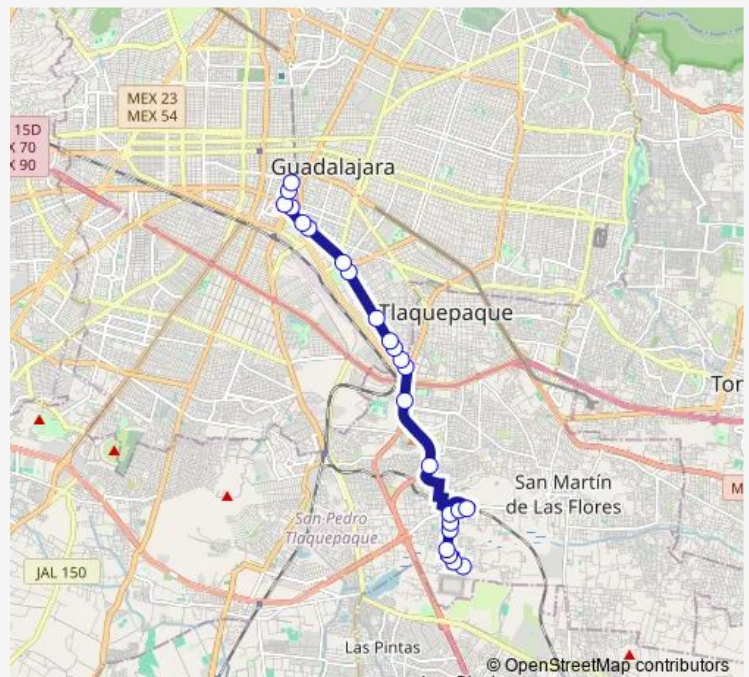 MEX 23
MEX 54
15D
70
90
Guadalajara
Tlaquepaque
Tor
San Martín
de Las Flores
M
San Pedro
Tlaquepaque
JAL 150
Las Pintas
© OpenStreetMap contributors